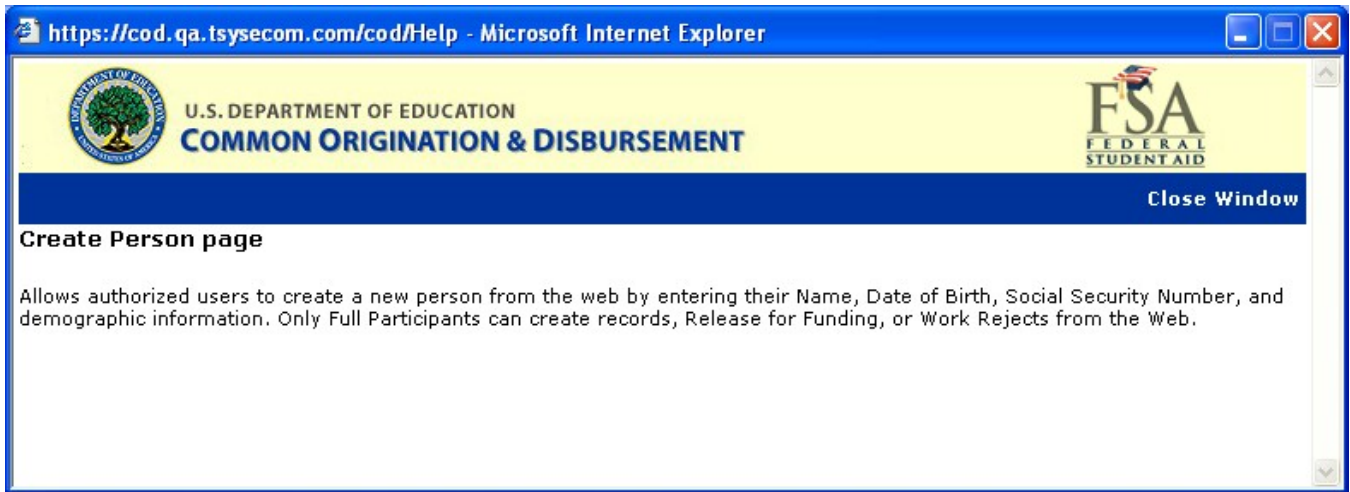 https://cod.qa.tsysecom.com/cod/Help - Microsoft Internet Explorer
U.S. DEPARTMENT OF EDUCATION
COMMON ORIGINATION & DISBURSEMENT
FSA
FEDERAL
STUDENT AID
Close Window
Create Person page
Allows authorized users to create a new person from the web by entering their Name, Date of Birth, Social Security Number, and
demographic information. Only Full Participants can create records, Release for Funding, or Work Rejects from the Web.